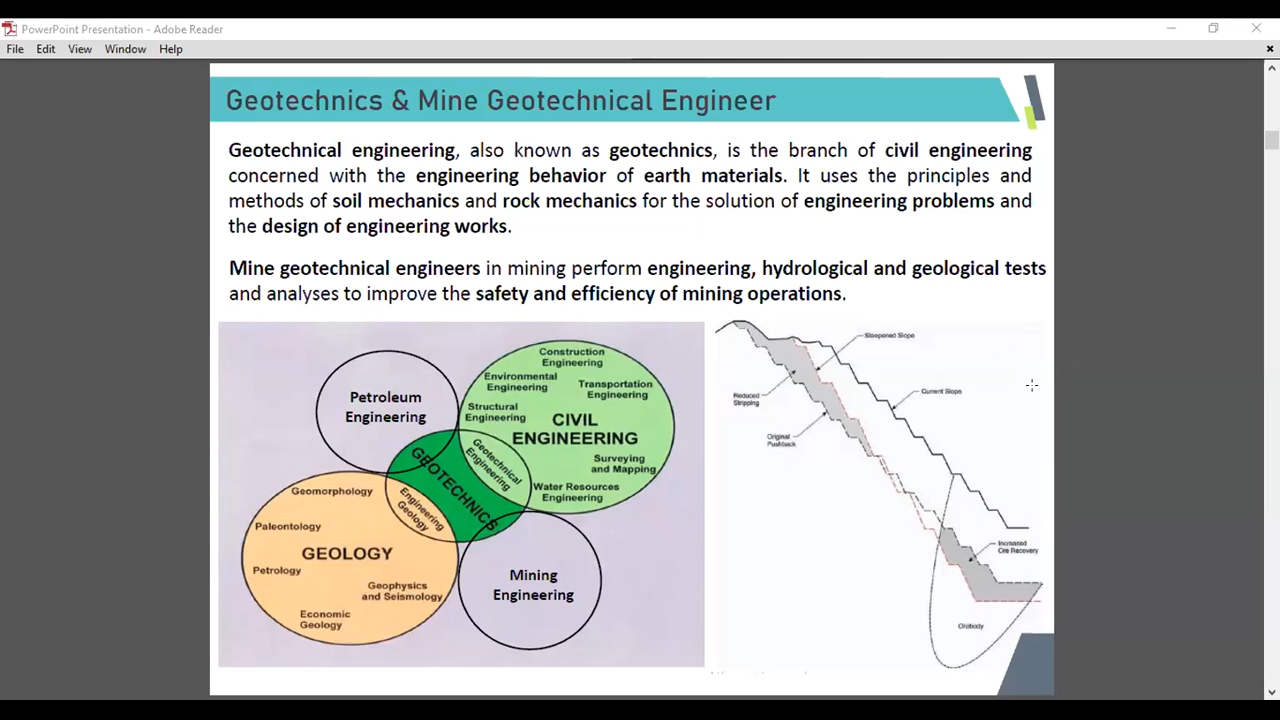 PowerPoint Presentation - Adobe Reader
File Edit View Window Help
Geotechnics & Mine Geotechnical Engineer
Geotechnical engineering, also known as geotechnics, is the branch of civil engineering
concerned with the engineering behavior of earth materials. It uses the principles and
methods of soil mechanics and rock mechanics for the solution of engineering problems and
the design of engineering works.
Mine geotechnical engineers in mining perform engineering, hydrological and geological tests
and analyses to improve the safety and efficiency of mining operations.
Petroleum
Engineering
Construction
Engineering
Environmental
Engineering
Transportation
Engineering
Structural
Engineering
CIVIL
ENGINEERING
Surveying
and Mapping
Water Resources
Engineering
Geotechnical
Engineering
GEOTECHNICS
Engineering
Geology
Geomorphology
Paleontology
GEOLOGY
Petrology
Geophysics
and Seismology
Economic
Geology
Mining
Engineering
Steepened Slope
Reduced
Stripping
Current Slope
Original
Pushback
Increased
Ore Recovery
Orebody